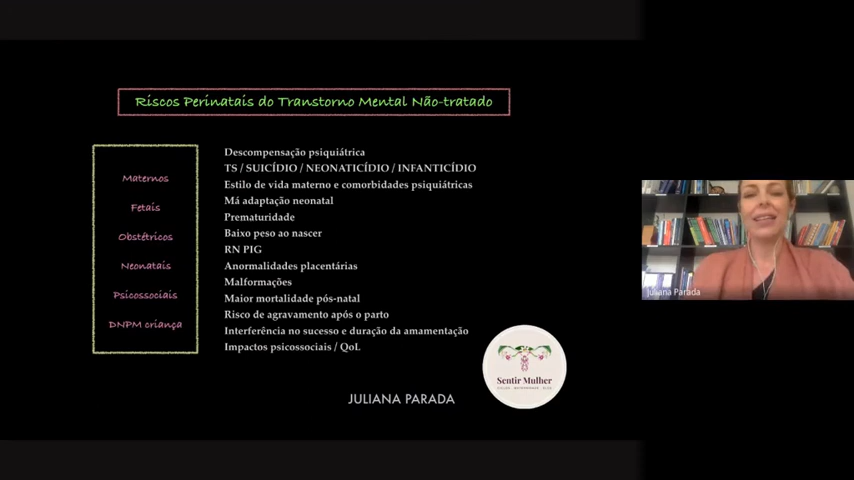 Riscos Perinatais do Transtorno Mental Não-tratado
Maternos
Fetais
Obstétricos
Neonatais
Psicossociais
DNPM criança
Descompensação psiquiátrica
TS / SUICÍDIO / NEONATICÍDIO / INFANTICÍDIO
Estilo de vida materno e comorbidades psiquiátricas
Má adaptação neonatal
Prematuridade
Baixo peso ao nascer
RN PIG
Anormalidades placentárias
Malformações
Maior mortalidade pós-natal
Risco de agravamento após o parto
Interferência no sucesso e duração da amamentação
Impactos psicossociais / QoL
Sentir Mulher
JULIANA PARADA
Juliana Parada